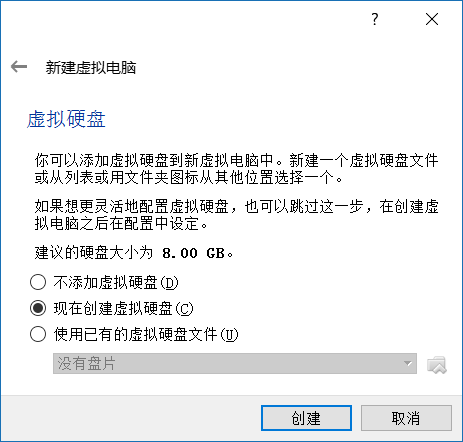 ?
新建虚拟电脑
虚拟硬盘
你可以添加虚拟硬盘到新虚拟电脑中。新建一个虚拟硬盘文件
或从列表或用文件夹图标从其他位置选择一个。
如果想更灵活地配置虚拟硬盘，也可以跳过这一步，在创建虚
拟电脑之后在配置中设定。
建议的硬盘大小为 8.00 GB。
不添加虚拟硬盘(D)
现在创建虚拟硬盘(C)
使用已有的虚拟硬盘文件(U)
没有盘片
创建
取消